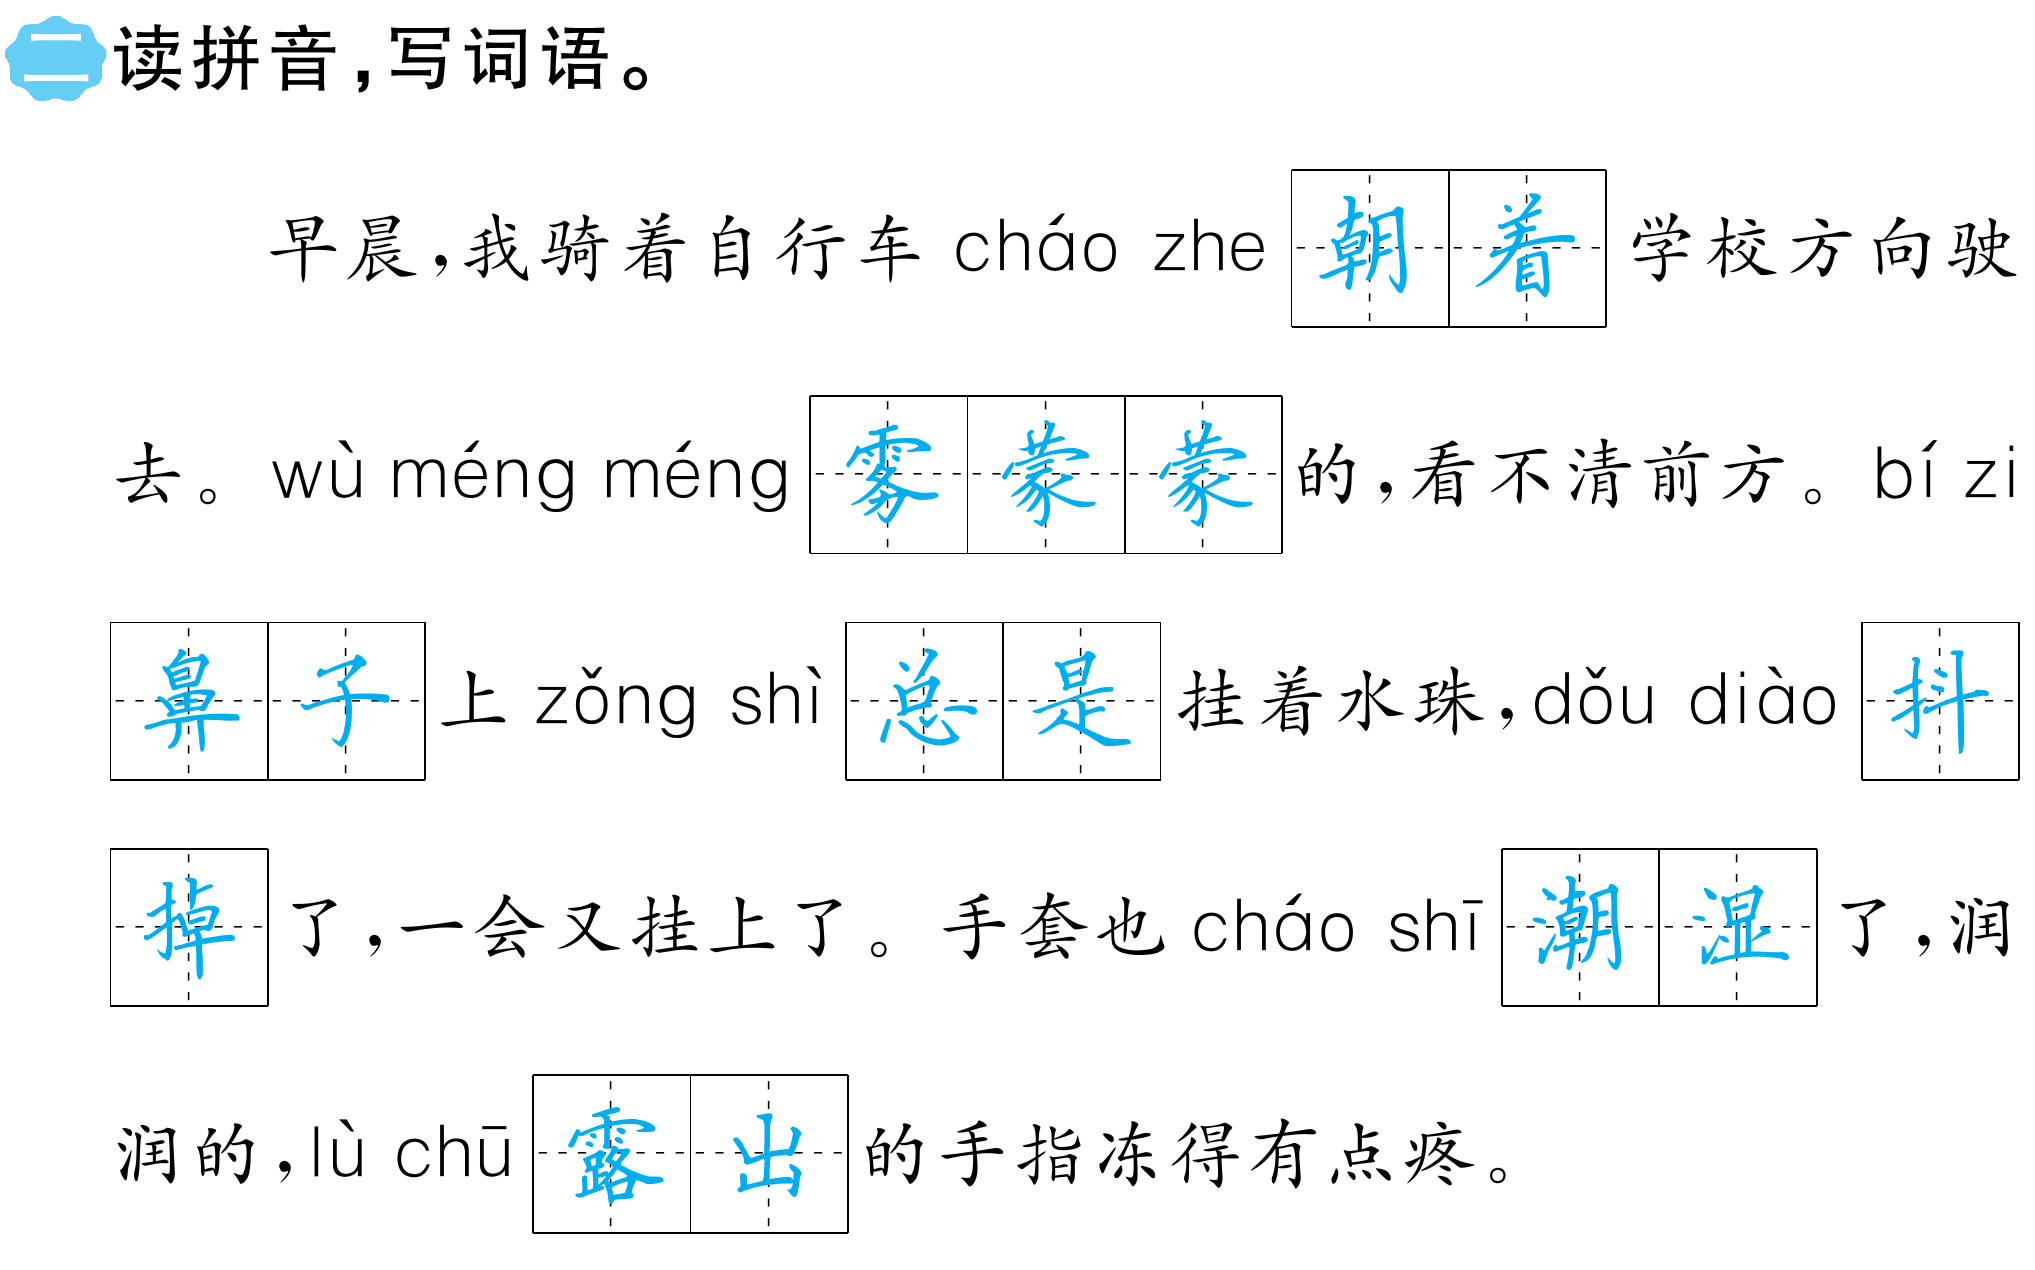 二 读拼音,写词语。
早晨,我骑着自行车 cháo zhe 朝着 学校方向驶
去。wù méng méng 雾蒙蒙 的,看不清前方。bí zi
鼻子 上 zǒng shì 总是 挂着水珠,dǒu diào 抖
掉 了,一会又挂上了。手套也 cháo shī 潮湿 了,润
润的,lù chū 露出 的手指冻得有点疼。